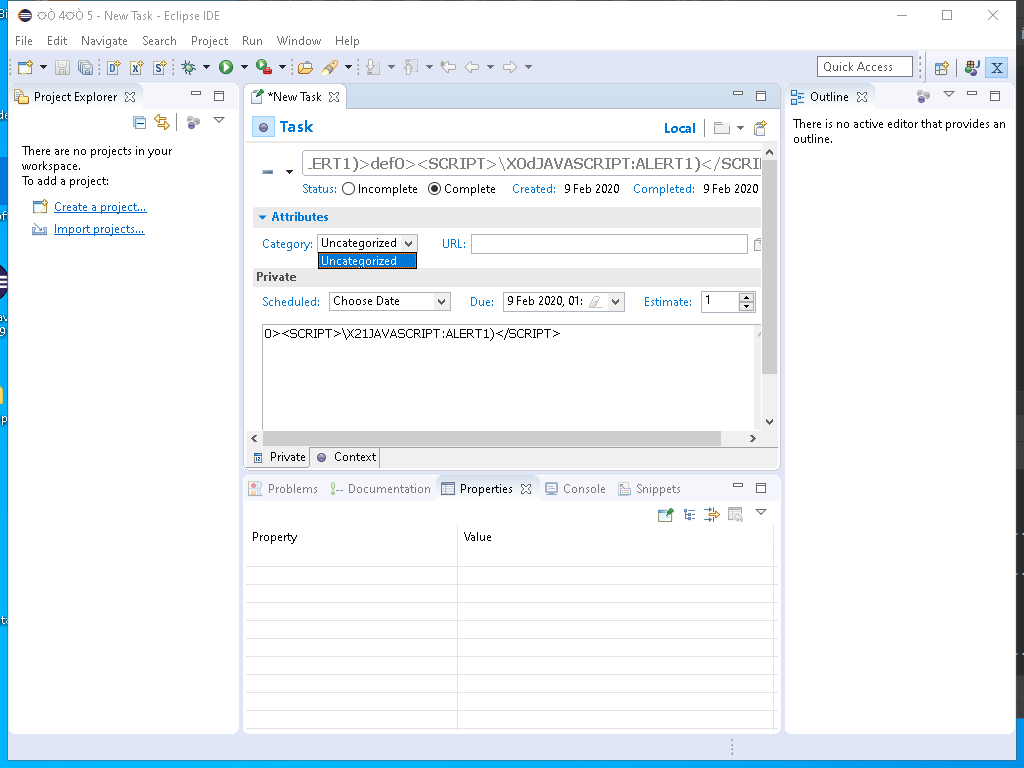 ꝹÒ 4ꝹÒ 5 - New Task - Eclipse IDE
File Edit Navigate Search Project Run Window Help
Quick Access
Project Explorer
There are no projects in your
workspace.
To add a project:
Create a project...
Import projects...
*New Task
Task
Local
.ERT1)>def0><SCRIPT>\X0dJAVASCRIPT:ALERT1)</SCRI
Status: Incomplete Complete Created: 9 Feb 2020 Completed: 9 Feb 2020
Attributes
Category: Uncategorized URL:
Uncategorized
Private
Scheduled: Choose Date Due: 9 Feb 2020, 01: Estimate: 1
0><SCRIPT>\X21JAVASCRIPT:ALERT1)</SCRIPT>
Private Context
Problems Documentation Properties Console Snippets
Property Value
Outline
There is no active editor that provides an
outline.